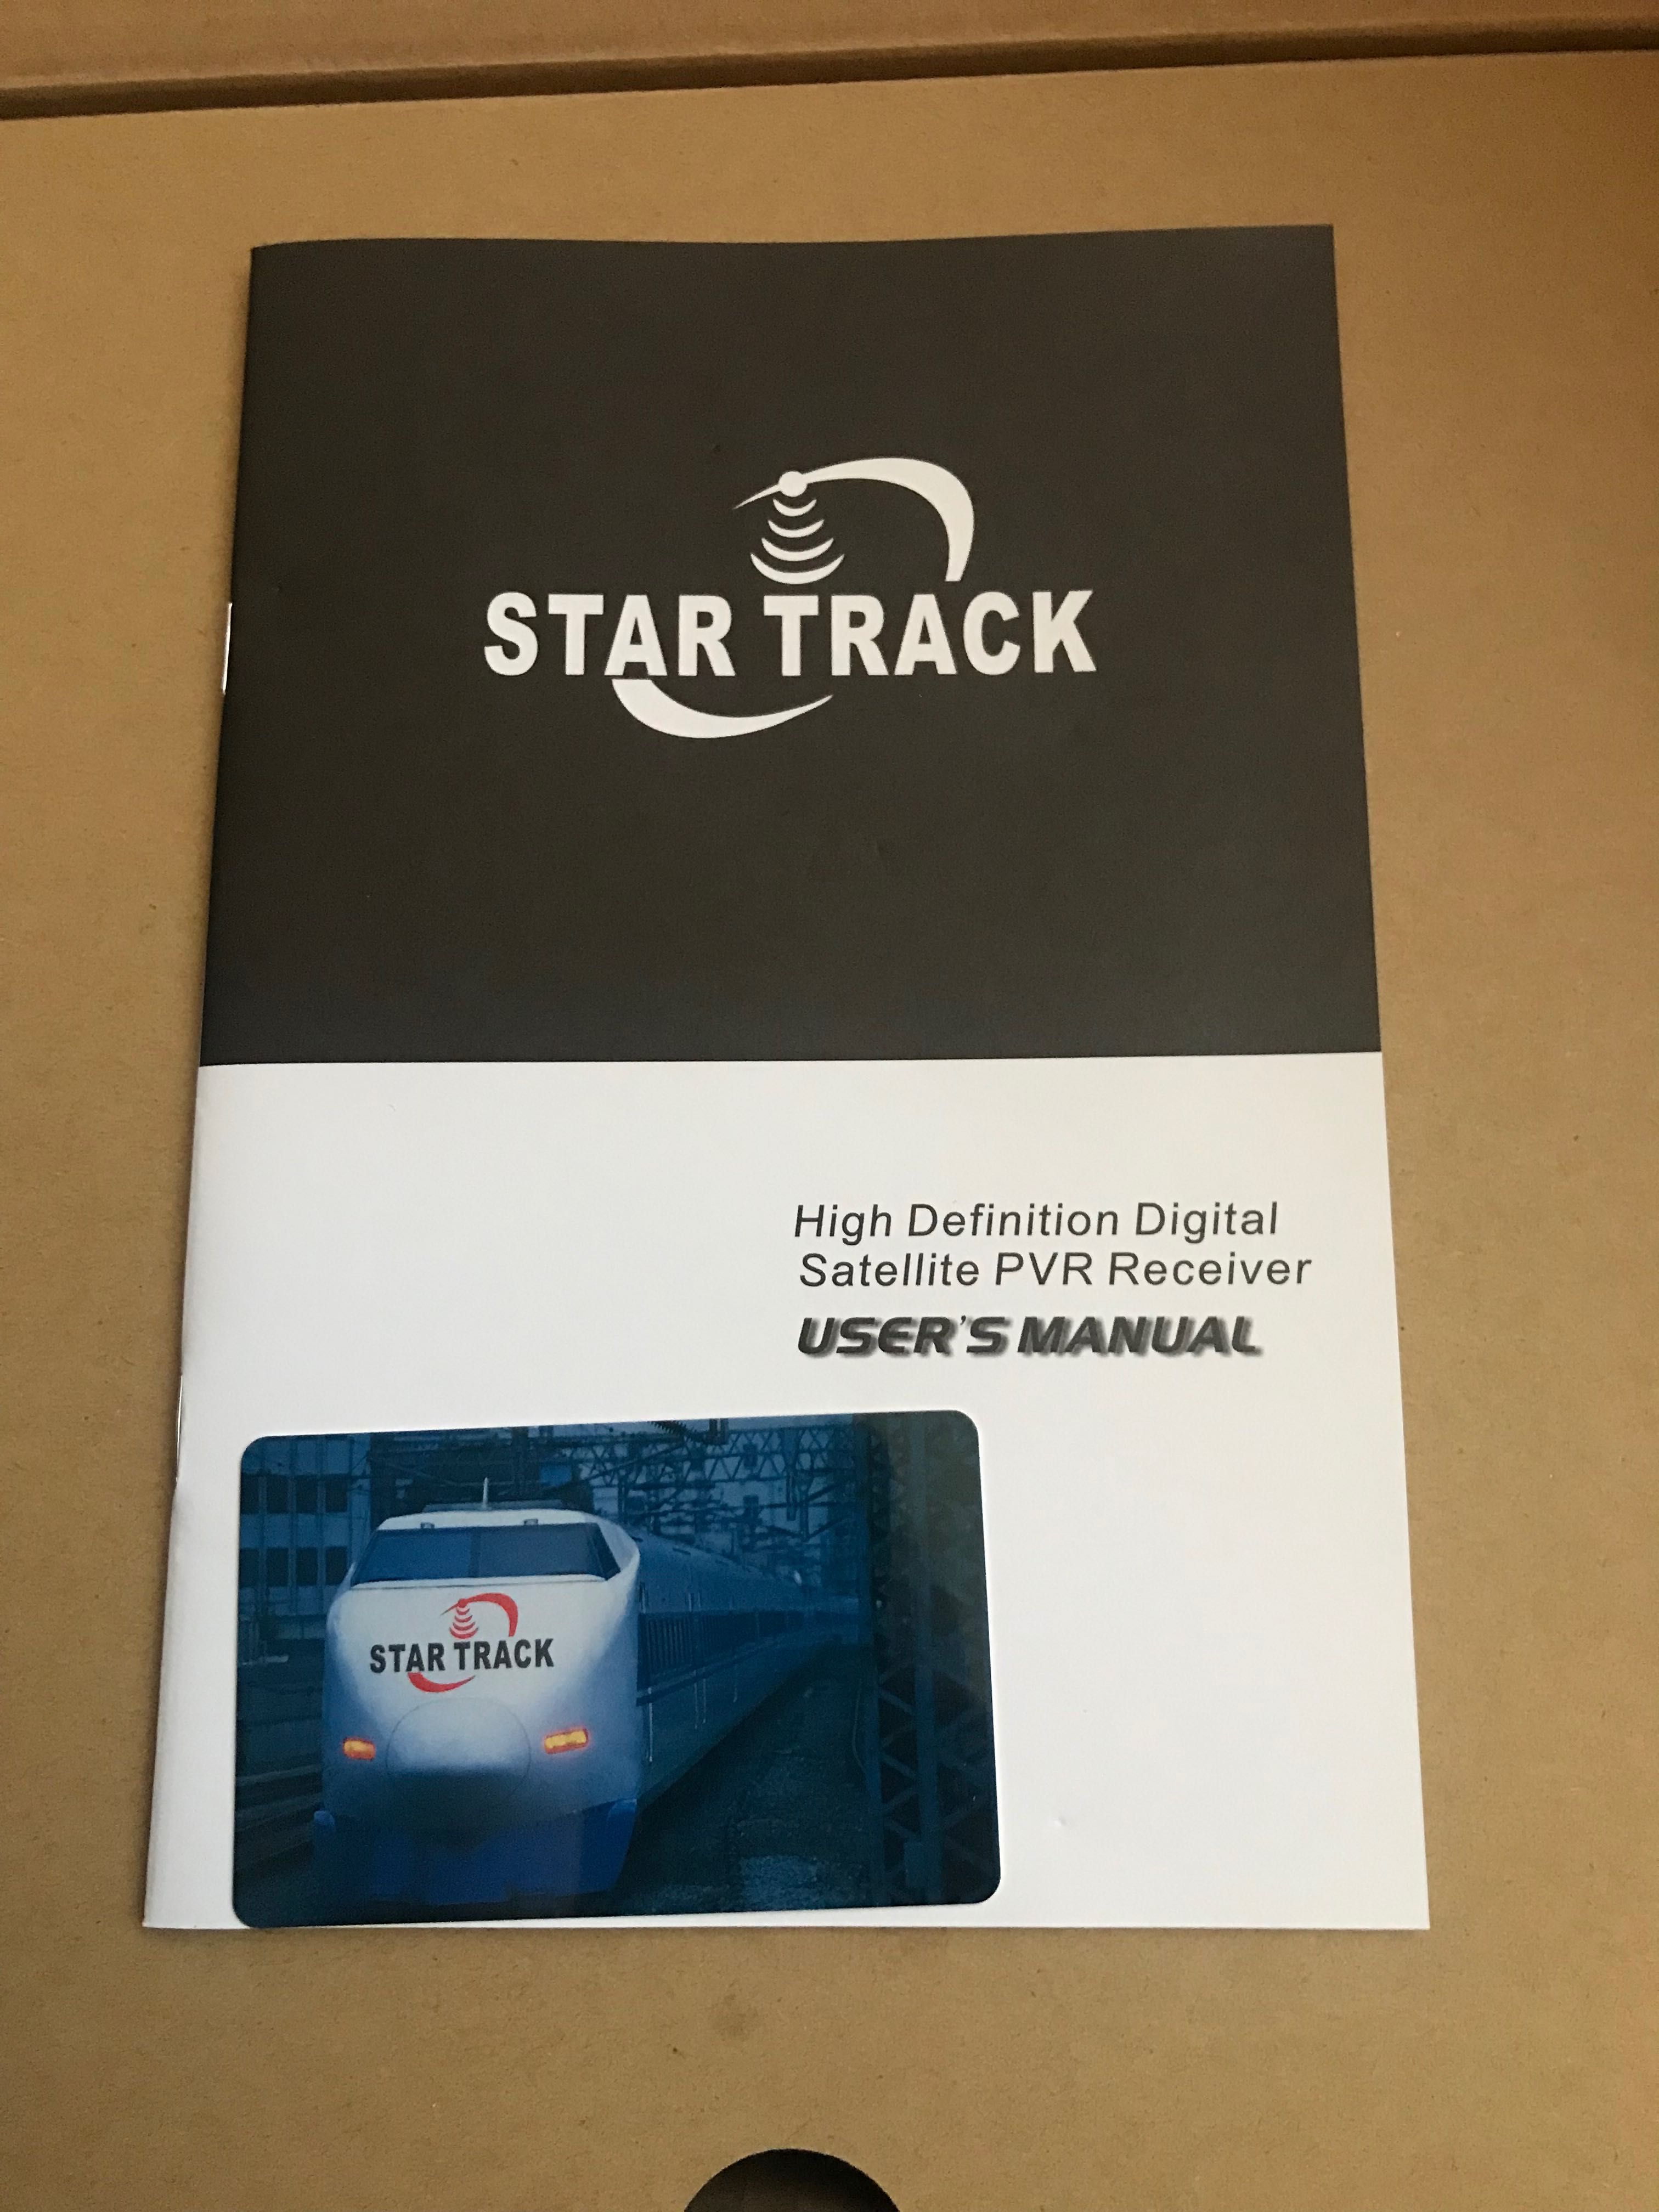 STAR TRACK
High Definition Digital
Satellite PVR Receiver
USER'S MANUAL
STAR TRACK